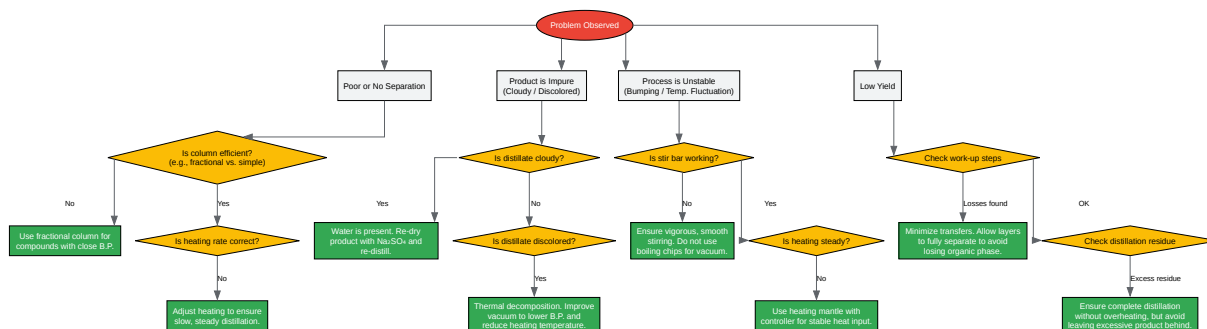 Problem Observed
Poor or No Separation
Product is Impure
(Cloudy / Discolored)
Process is Unstable
(Bumping / Temp. Fluctuation)
Low Yield
Is column efficient?
(e.g., fractional vs. simple)
Is distillate cloudy?
Is stir bar working?
Check work-up steps
No
Yes
Yes
No
No
Yes
Losses found
OK
Use fractional column for
compounds with close B.P.
Is heating rate correct?
Water is present. Re-dry
product with Na₂SO₄ and
re-distill.
Is distillate discolored?
Ensure vigorous, smooth
stirring. Do not use
boiling chips for vacuum.
Is heating steady?
Minimize transfers. Allow layers
to fully separate to avoid
losing organic phase.
Check distillation residue
No
Yes
No
Excess residue
Adjust heating to ensure
slow, steady distillation.
Thermal decomposition. Improve
vacuum to lower B.P. and
reduce heating temperature.
Use heating mantle with
controller for stable heat input.
Ensure complete distillation
without overheating, but avoid
leaving excessive product behind.